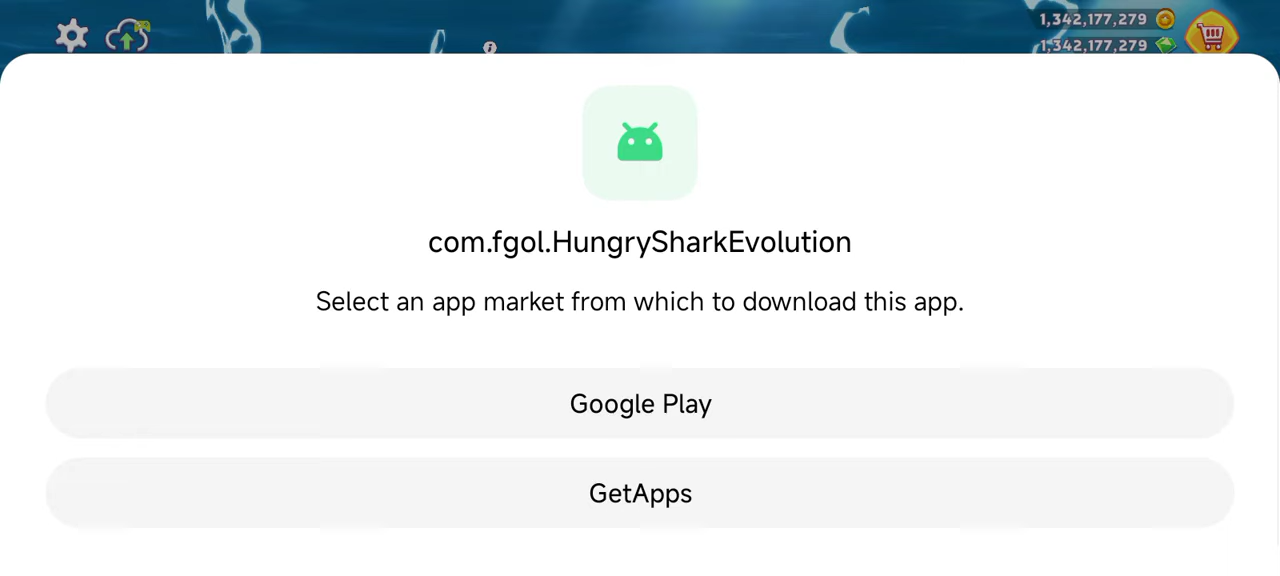 1,342,177,279
1,342,177,279
com.fgol.HungrySharkEvolution
Select an app market from which to download this app.
Google Play
GetApps